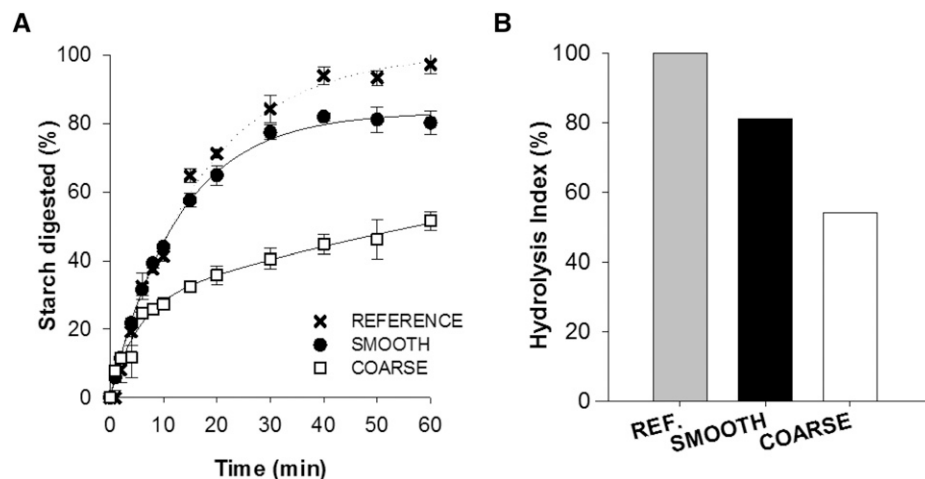 A
Starch digested (%)
100
80
60
40
20
0
REFERENCE
SMOOTH
COARSE
0 10 20 30 40 50 60
Time (min)
B
Hydrolysis Index (%)
100
80
60
40
20
0
REF. SMOOTH COARSE